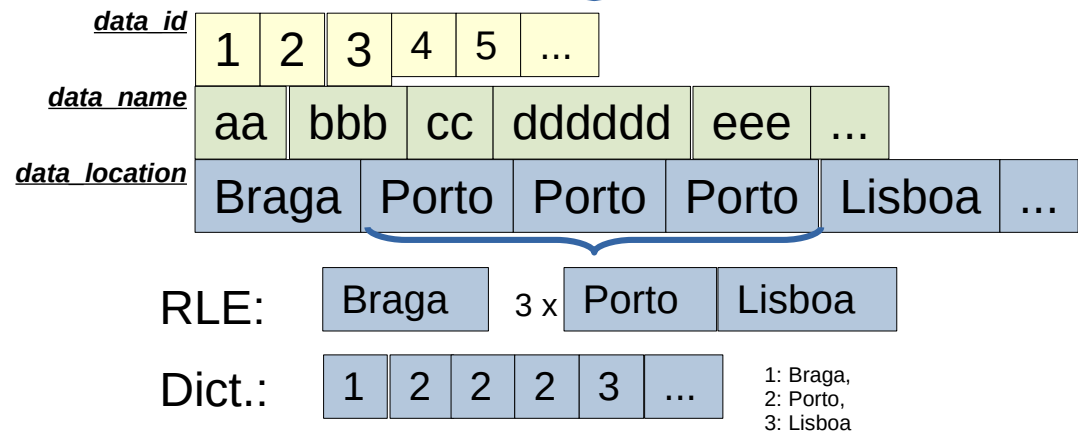 data_id 1 2 3 4 5 ...
data_name aa bbb cc dddddd eee ...
data_location Braga Porto Porto Porto Lisboa ...
RLE: Braga 3 x Porto Lisboa
Dict.: 1 2 2 2 3 ...
1: Braga,
2: Porto,
3: Lisboa